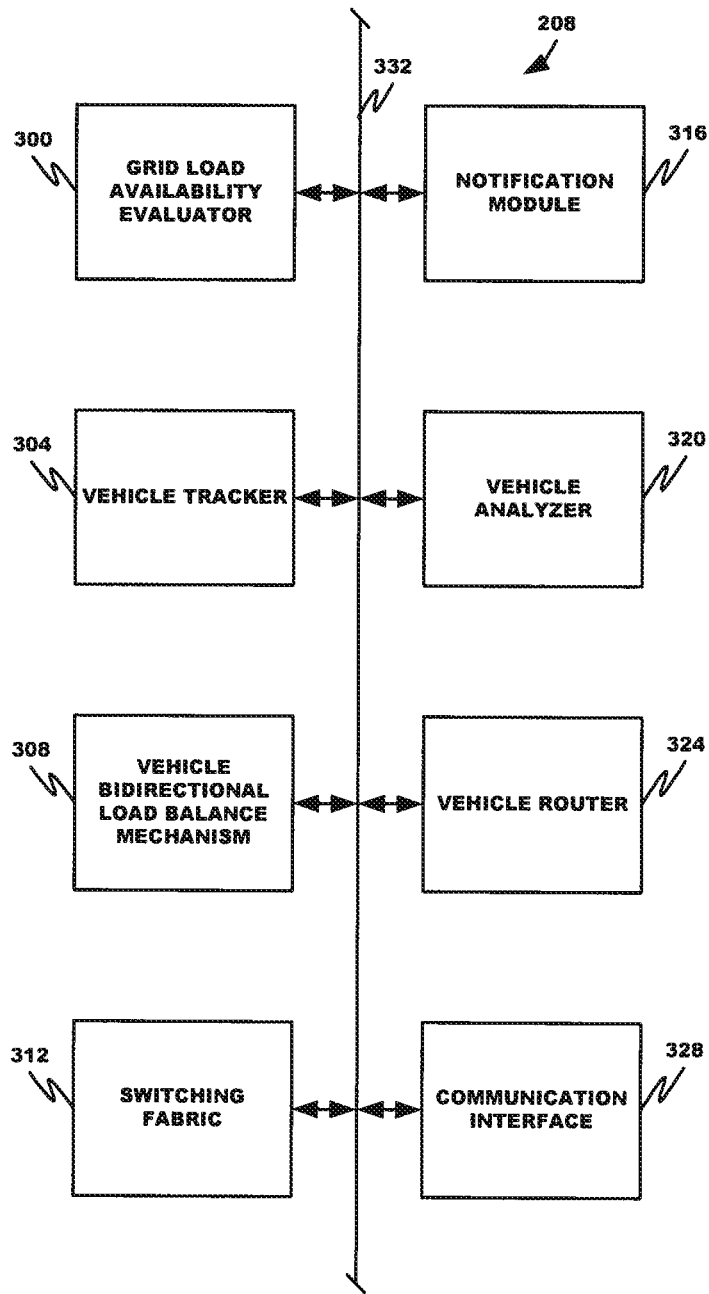 208
332
300
GRID LOAD
AVAILABILITY
EVALUATOR
316
NOTIFICATION
MODULE
304
VEHICLE TRACKER
320
VEHICLE
ANALYZER
308
VEHICLE
BIDIRECTIONAL
LOAD BALANCE
MECHANISM
324
VEHICLE ROUTER
312
SWITCHING
FABRIC
328
COMMUNICATION
INTERFACE